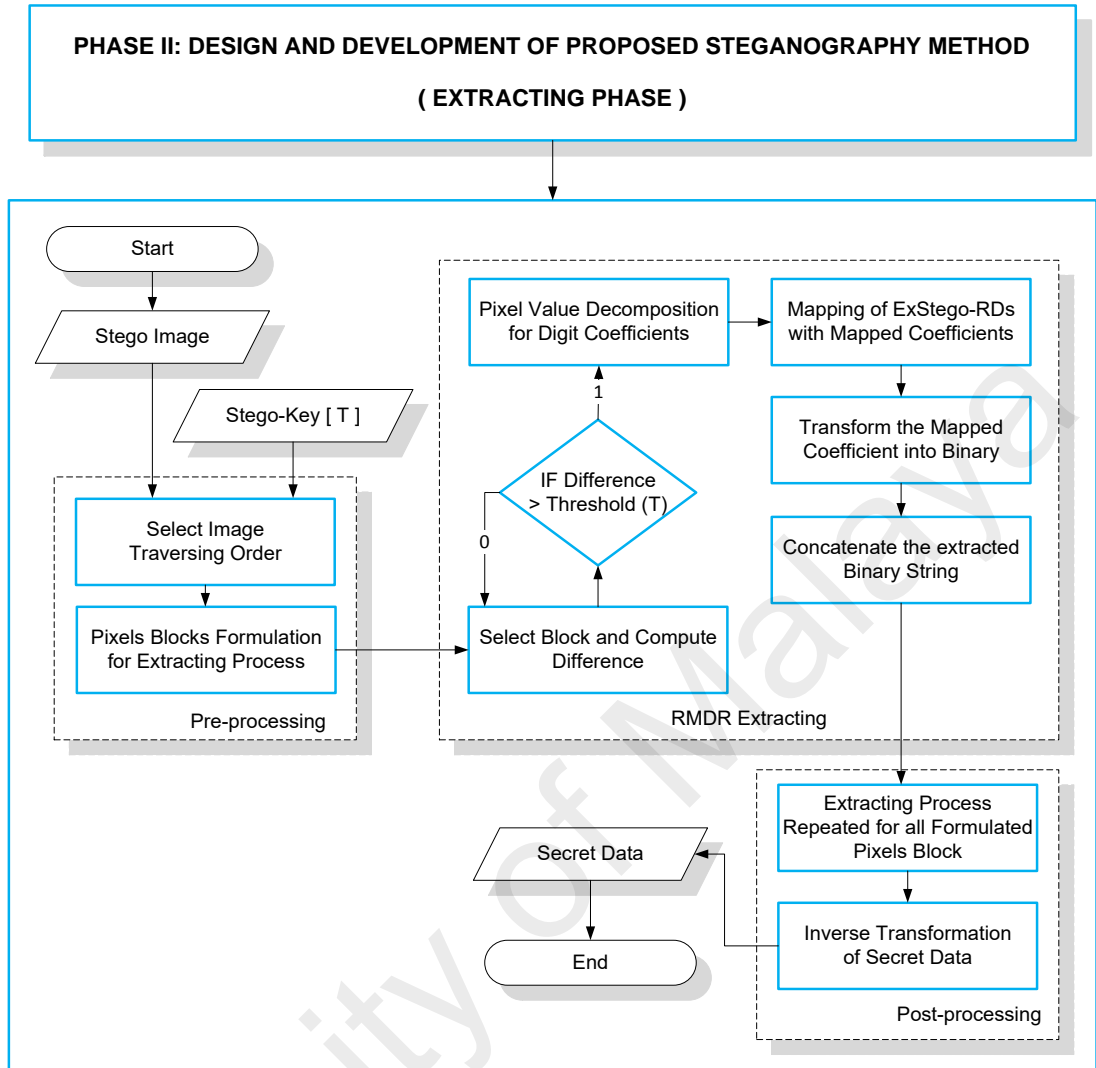 PHASE II: DESIGN AND DEVELOPMENT OF PROPOSED STEGANOGRAPHY METHOD
( EXTRACTING PHASE )
Start
Stego Image
Stego-Key [ T ]
Select Image
Traversing Order
Pixels Blocks Formulation
for Extracting Process
Pre-processing
Pixel Value Decomposition
for Digit Coefficients
1
IF Difference
> Threshold (T)
0
Select Block and Compute
Difference
Mapping of ExStego-RDs
with Mapped Coefficients
Transform the Mapped
Coefficient into Binary
Concatenate the extracted
Binary String
RMDR Extracting
Extracting Process
Repeated for all Formulated
Pixels Block
Inverse Transformation
of Secret Data
Post-processing
Secret Data
End
ity of Malaya